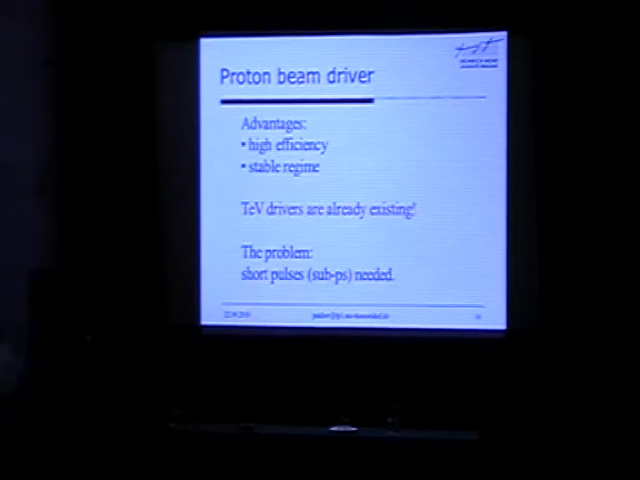 Proton beam driver
Advantages:
• high efficiency
• stable regime
TeV drivers are already existing!
The problem:
short pulses (sub-ps) needed.